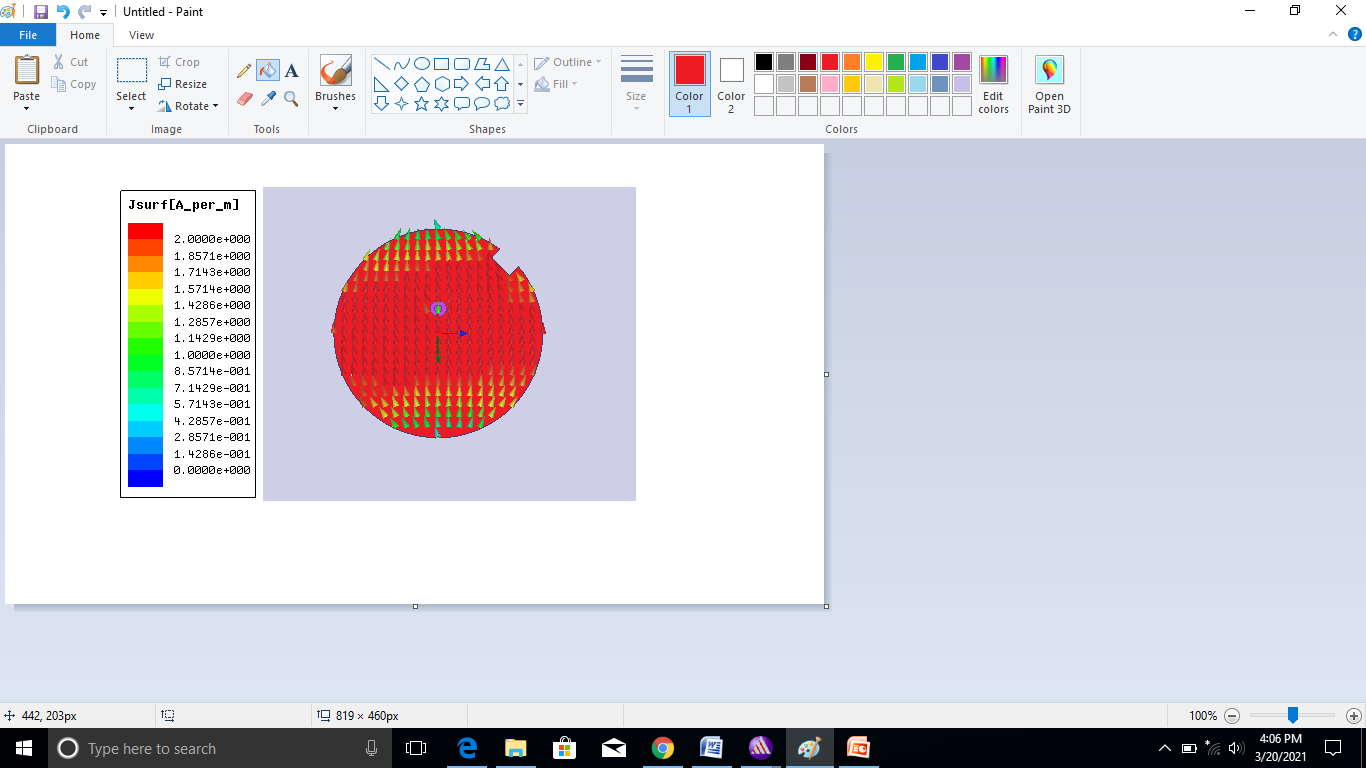 Untitled - Paint
File Home View
Paste
Cut
Copy
Clipboard
Select
Crop
Resize
Rotate
Image
A
Tools
Brushes
Shapes
Outline
Fill
Size
Color 1
Color 2
Colors
Edit colors
Open Paint 3D
Jsurf[A_per_m]
2.0000e+000
1.8571e+000
1.7143e+000
1.5714e+000
1.4286e+000
1.2857e+000
1.1429e+000
1.0000e+000
8.5714e-001
7.1429e-001
5.7143e-001
4.2857e-001
2.8571e-001
1.4286e-001
0.0000e+000
442, 203px
819 × 460px
100%
Type here to search
4:06 PM
3/20/2021